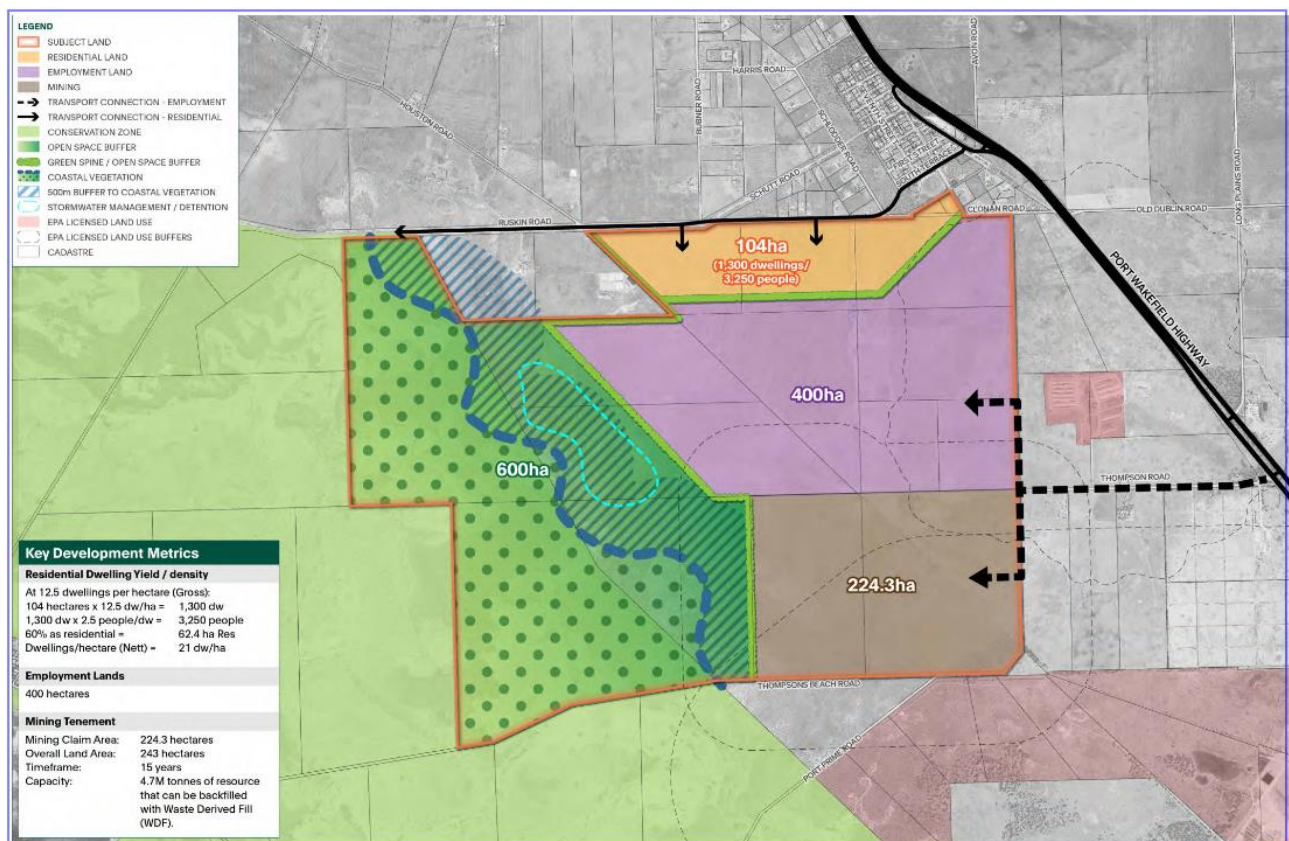 LEGEND
SUBJECT LAND
RESIDENTIAL LAND
EMPLOYMENT LAND
MINING
TRANSPORT CONNECTION - EMPLOYMENT
TRANSPORT CONNECTION - RESIDENTIAL
CONSERVATION ZONE
OPEN SPACE BUFFER
GREEN SPINE / OPEN SPACE BUFFER
COASTAL VEGETATION
500m BUFFER TO COASTAL VEGETATION
STORMWATER MANAGEMENT / DETENTION
EPA LICENSED LAND USE
EPA LICENSED LAND USE BUFFERS
CADASTRE
HOUSTON ROAD
RUSKIN ROAD
BUBNER ROAD
HARRIS ROAD
SCHLODDER ROAD
SCHUTT ROAD
SEVENTH STREET
FIRST STREET
SOUTH TERRACE
AVON ROAD
CLONAN ROAD
OLD DUBLIN ROAD
LONG PLAINS ROAD
PORT WAKEFIELD HIGHWAY
104ha
(1,300 dwellings/
3,250 people)
400ha
600ha
THOMPSON ROAD
224.3ha
THOMPSONS BEACH ROAD
PORT PRIME ROAD
Key Development Metrics
Residential Dwelling Yield / density
At 12.5 dwellings per hectare (Gross):
104 hectares x 12.5 dw/ha = 1,300 dw
1,300 dw x 2.5 people/dw = 3,250 people
60% as residential = 62.4 ha Res
Dwellings/hectare (Nett) = 21 dw/ha
Employment Lands
400 hectares
Mining Tenement
Mining Claim Area: 224.3 hectares
Overall Land Area: 243 hectares
Timeframe: 15 years
Capacity: 4.7M tonnes of resource
that can be backfilled
with Waste Derived Fill
(WDF).